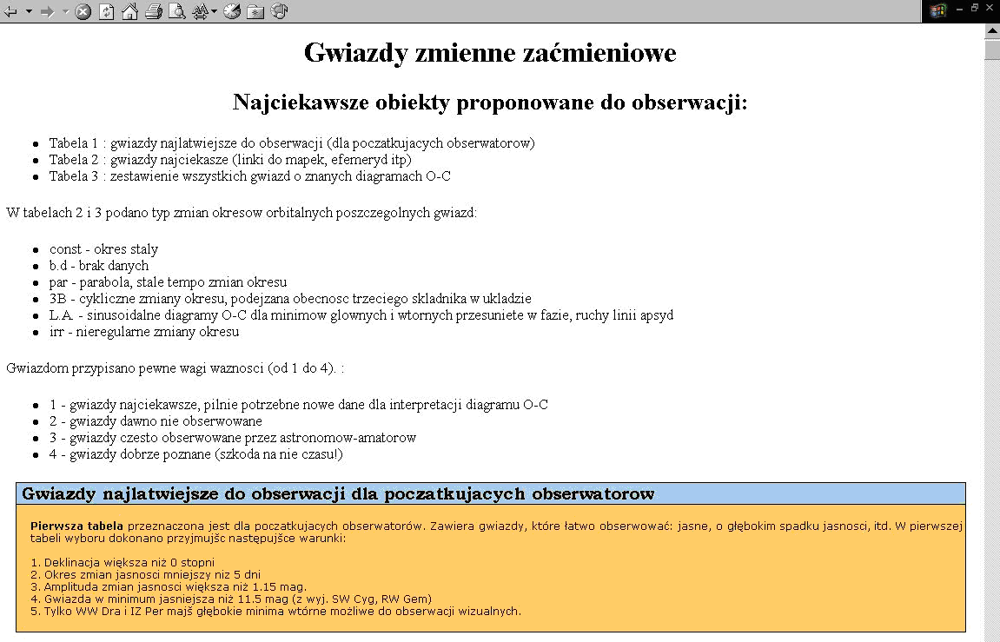 Gwiazdy zmienne zaćmieniowe
Najciekawsze obiekty proponowane do obserwacji:
Tabela 1 : gwiazdy najlatwiejsze do obserwacji (dla poczatkujacych obserwatorow)
Tabela 2 : gwiazdy najciekasze (linki do mapek, efemeryd itp)
Tabela 3 : zestawienie wszystkich gwiazd o znanych diagramach O-C
W tabelach 2 i 3 podano typ zmian okresow orbitalnych poszczegolnych gwiazd:
const - okres staly
b.d - brak danych
par - parabola, stale tempo zmian okresu
3B - cykliczne zmiany okresu, podejzana obecnosc trzeciego skladnika w ukladzie
L.A. - sinusoidalne diagramy O-C dla minimow glownych i wtornych przesuniete w fazie, ruchy linii apsyd
irr - nieregularne zmiany okresu
Gwiazdom przypisano pewne wagi waznosci (od 1 do 4). :
1 - gwiazdy najciekawsze, pilnie potrzebne nowe dane dla interpretacji diagramu O-C
2 - gwiazdy dawno nie obserwowane
3 - gwiazdy czesto obserwowane przez astronomow-amatorow
4 - gwiazdy dobrze poznane (szkoda na nie czasu!)
Gwiazdy najlatwiejsze do obserwacji dla poczatkujacych obserwatorow
Pierwsza tabela przeznaczona jest dla poczatkujacych obserwatorów. Zawiera gwiazdy, które łatwo obserwować: jasne, o głębokim spadku jasnosci, itd. W pierwszej
tabeli wyboru dokonano przyjmujšc następujšce warunki:
1. Deklinacja większa niż 0 stopni
2. Okres zmian jasnosci mniejszy niz 5 dni
3. Amplituda zmian jasnosci większa niż 1.15 mag.
4. Gwiazda w minimum jasniejsza niż 11.5 mag (z wyj. SW Cyg, RW Gem)
5. Tylko WW Dra i IZ Per majš głębokie minima wtórne możliwe do obserwacji wizualnych.